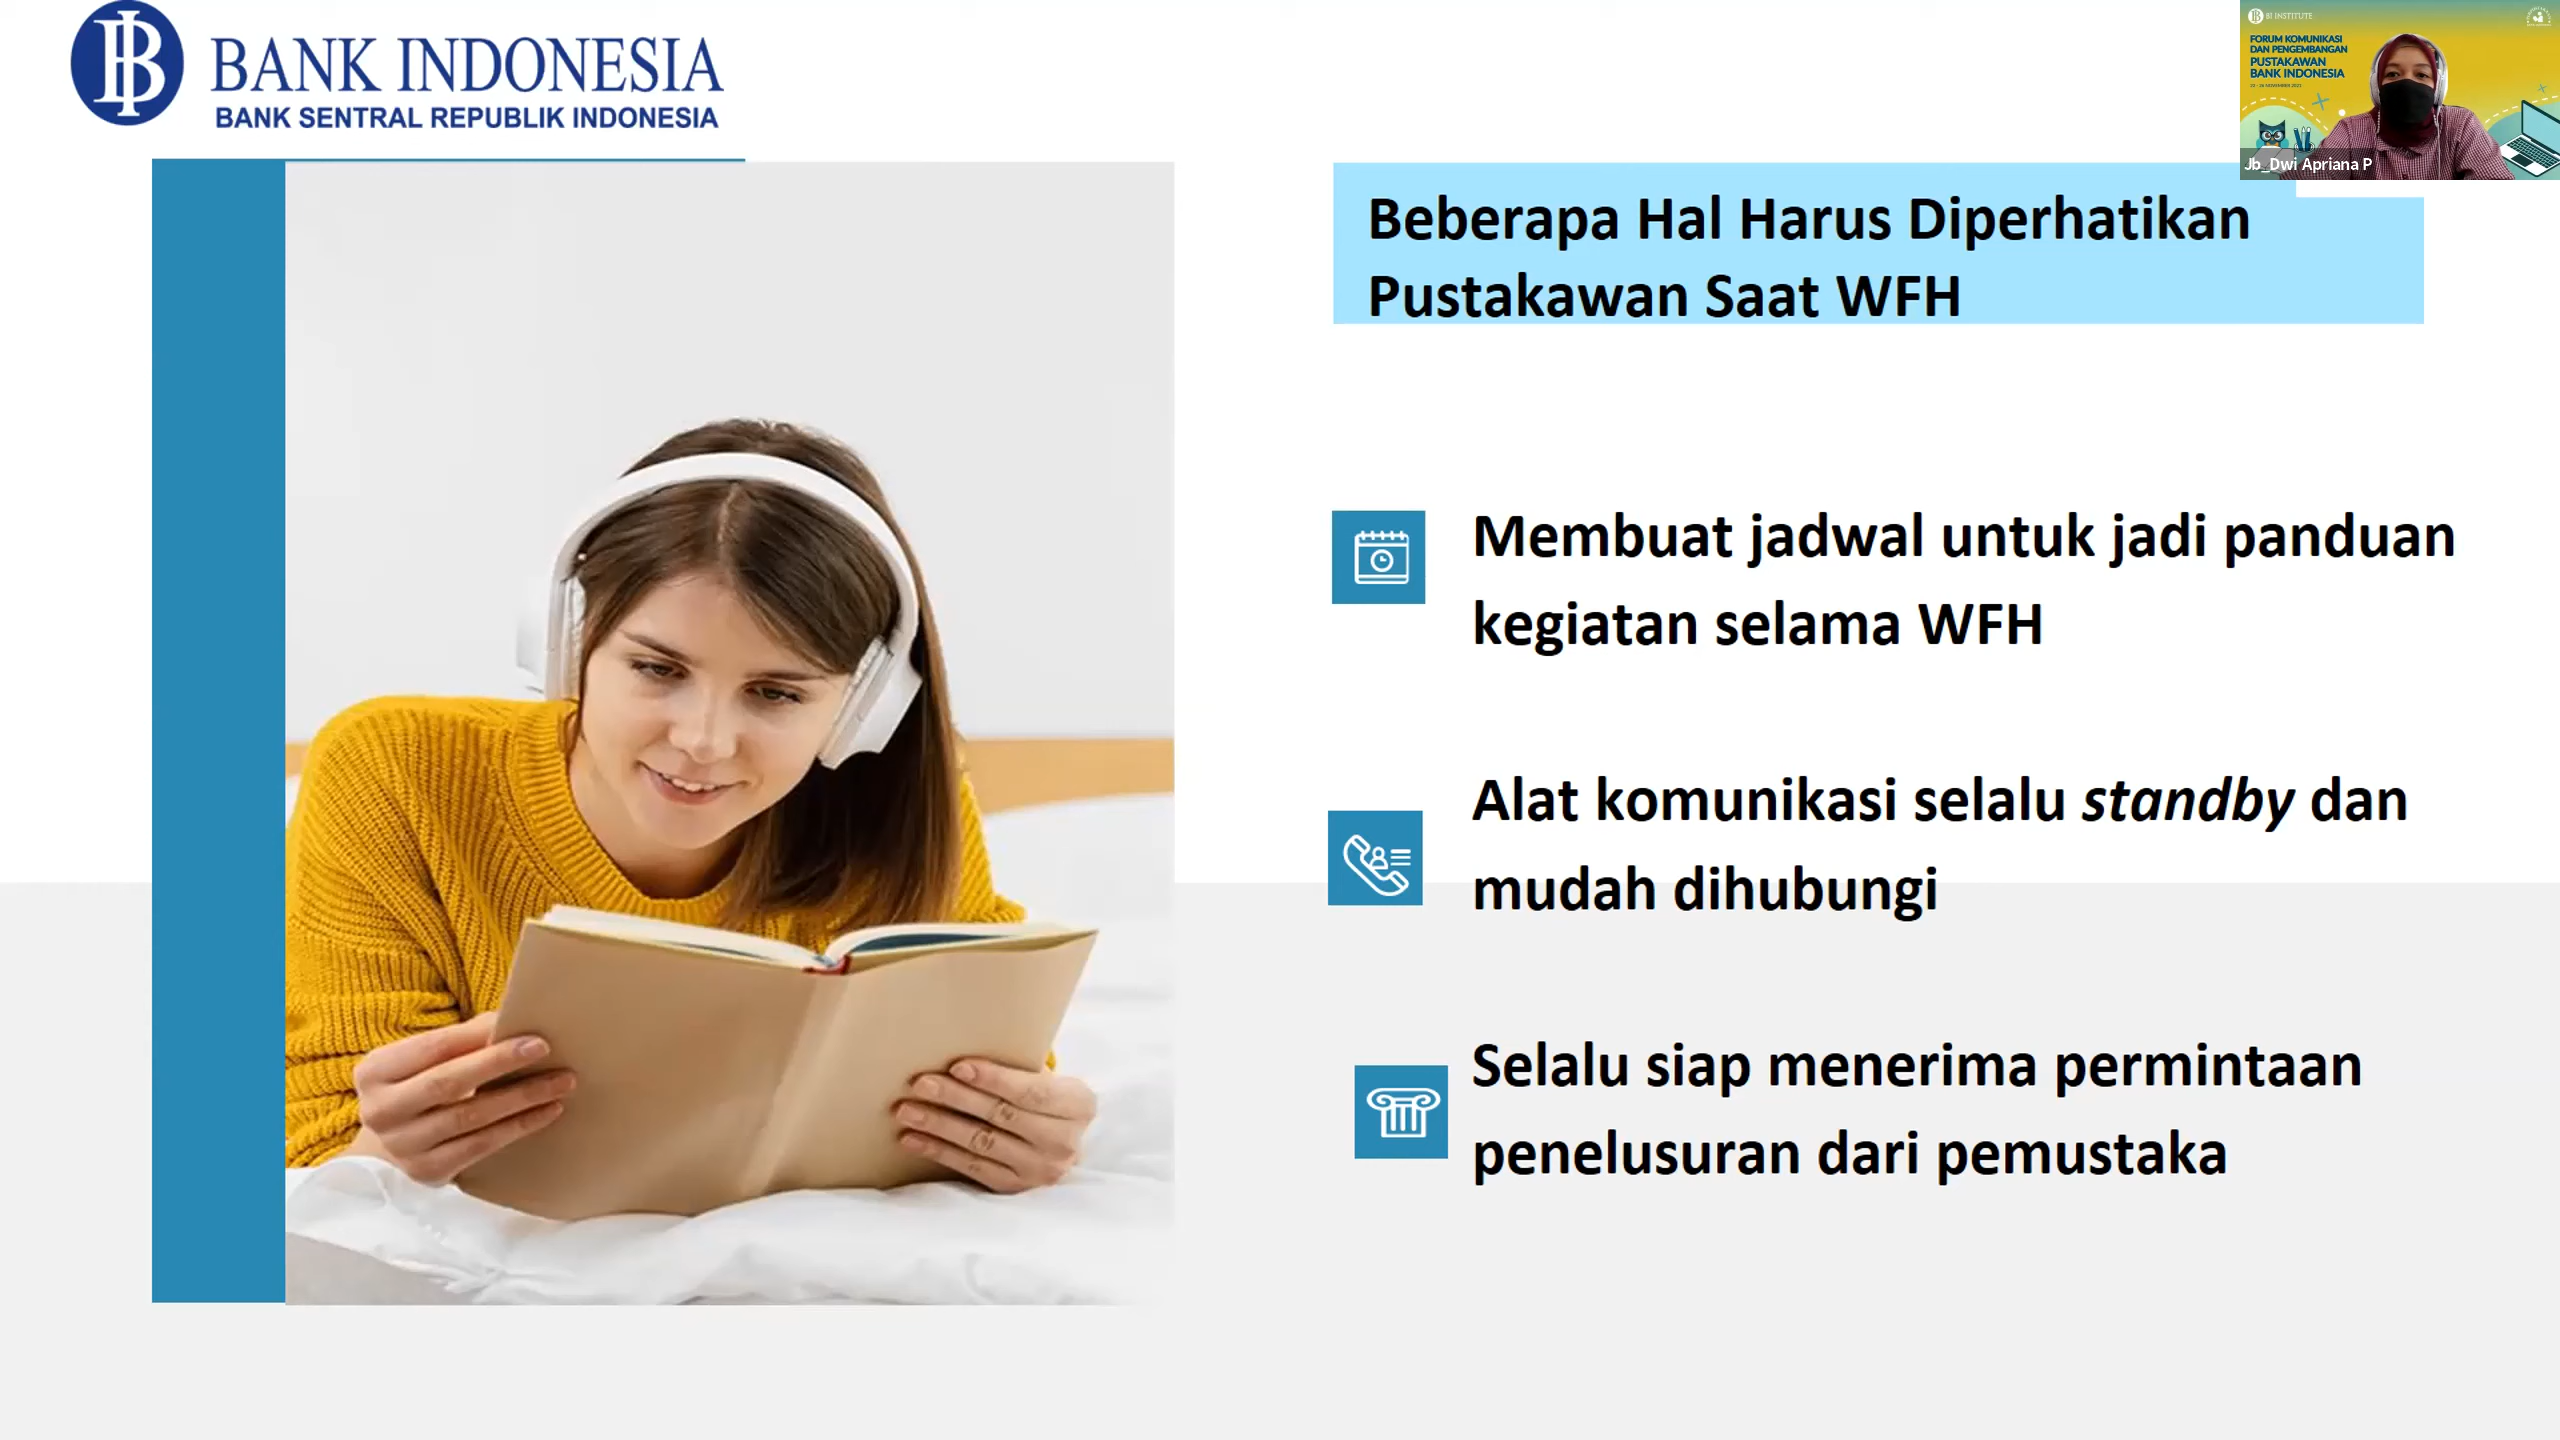 BANK INDONESIA
BANK SENTRAL REPUBLIK INDONESIA
BI INSTITUTE
FORUM KOMUNIKASI
DAN PENGEMBANGAN
PUSTAKAWAN
BANK INDONESIA
Jb_Dwi Apriana P
Beberapa Hal Harus Diperhatikan
Pustakawan Saat WFH
Membuat jadwal untuk jadi panduan
kegiatan selama WFH
Alat komunikasi selalu standby dan
mudah dihubungi
Selalu siap menerima permintaan
penelusuran dari pemustaka